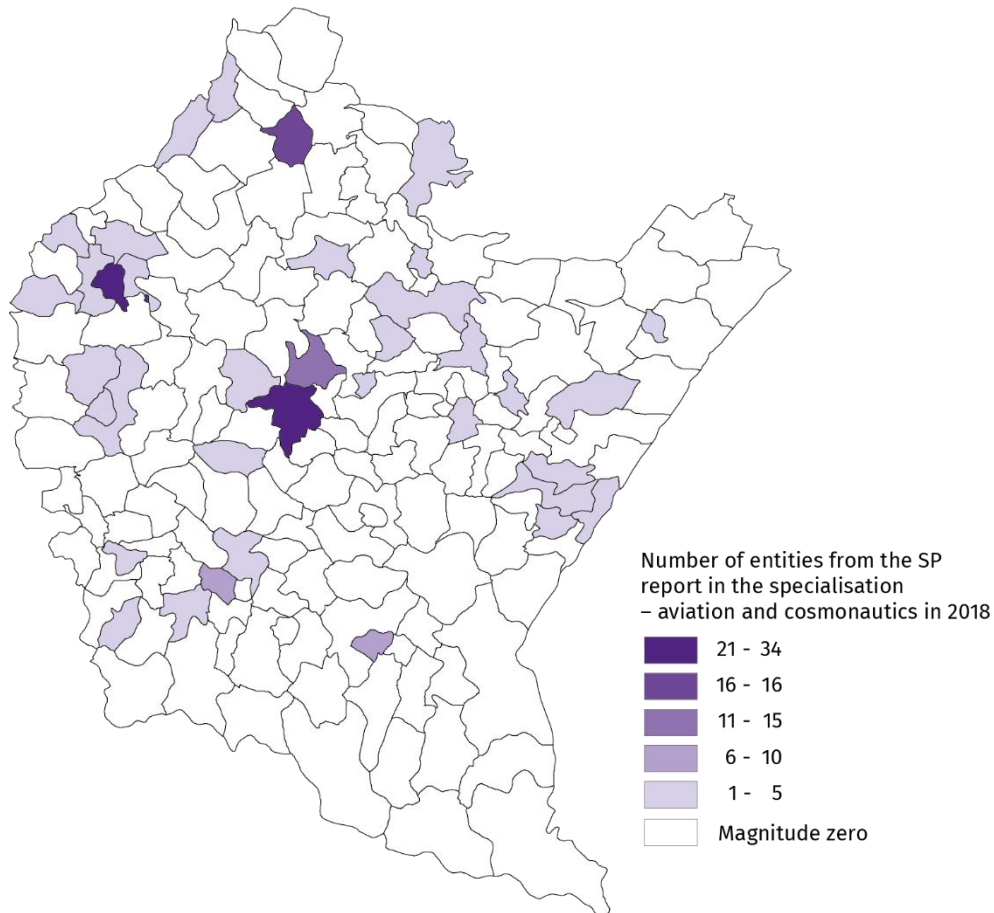 Number of entities from the SP
report in the specialisation
– aviation and cosmonautics in 2018
21 - 34
16 - 16
11 - 15
6 - 10
1 - 5
Magnitude zero